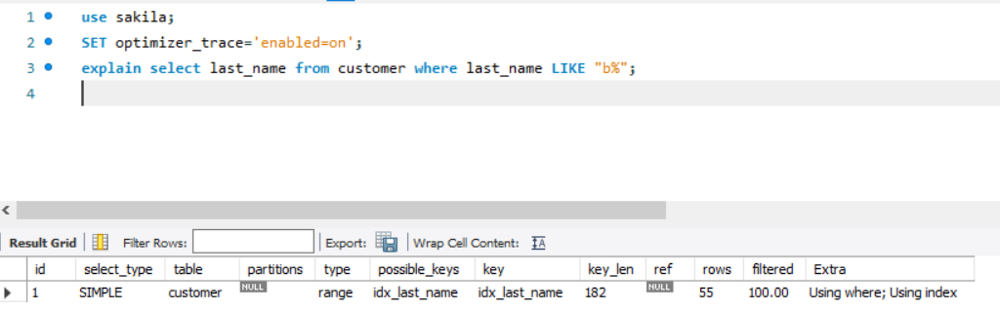 1 use sakila;
2 SET optimizer_trace='enabled=on';
3 explain select last_name from customer where last_name LIKE "b%";
4
Result Grid Filter Rows: Export: Wrap Cell Content: IA
id select_type table partitions type possible_keys key key_len ref rows filtered Extra
1 SIMPLE customer NULL range idx_last_name idx_last_name 182 NULL 55 100.00 Using where; Using index